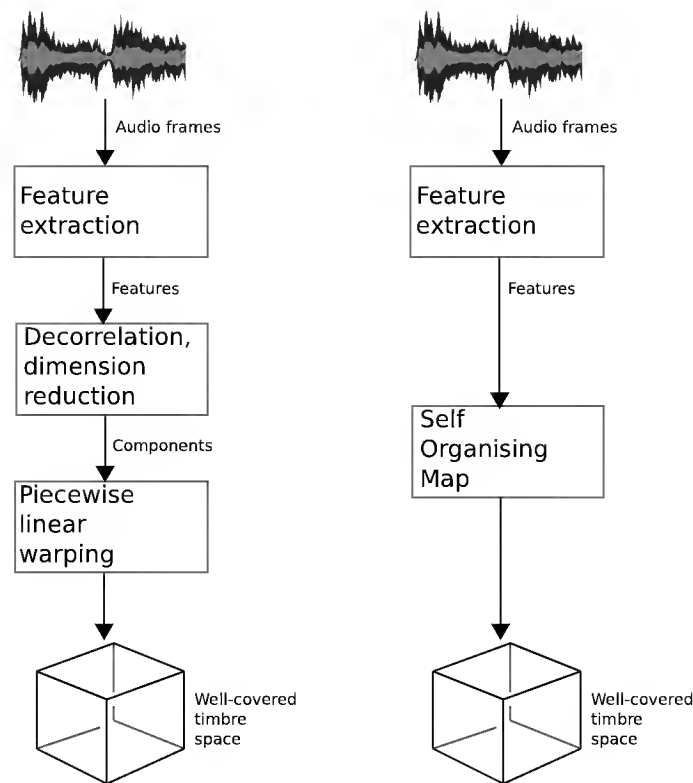 Audio frames
Feature
extraction
Features
Decorrelation,
dimension
reduction
Components
Piecewise
linear
warping
Well-covered
timbre
space
Audio frames
Feature
extraction
Features
Self
Organising
Map
Well-covered
timbre
space